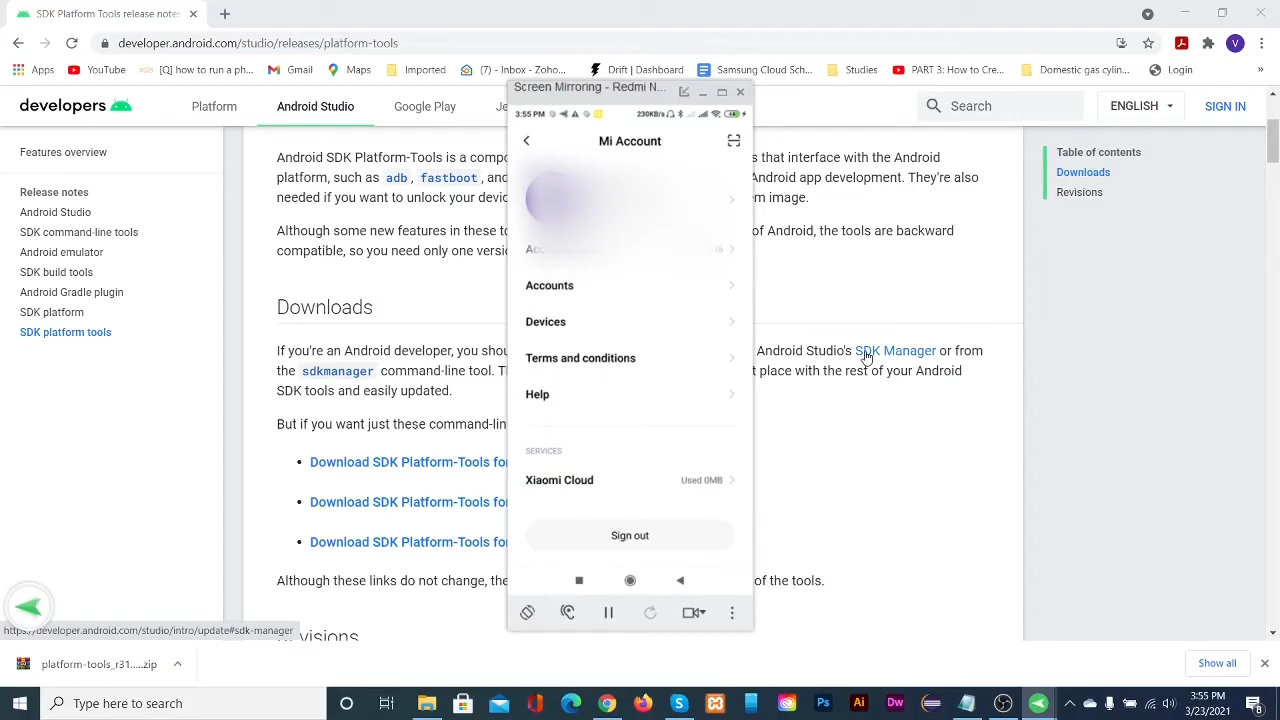 SDK Platform Tools release notes
developer.android.com/studio/releases/platform-tools
V
Apps
YouTube
[Q] how to run a ph...
Gmail
Maps
Imported
(7) - Inbox - Zoho...
Drift | Dashboard
Samsung Cloud Sch...
Studies
PART 3: How to Cre...
Domestic gas cylin...
Login
»
developers
Platform
Android Studio
Google Play
Je
Search
ENGLISH
SIGN IN
Features overview
Release notes
Android Studio
SDK command-line tools
Android emulator
SDK build tools
Android Gradle plugin
SDK platform
SDK platform tools
Android SDK Platform-Tools is a compo
s that interface with the Android
platform, such as adb, fastboot, and
Android app development. They're also
needed if you want to unlock your devic
em image.
Although some new features in these to
of Android, the tools are backward
compatible, so you need only one versio
Downloads
If you're an Android developer, you shou
Android Studio's SDK Manager or from
the sdkmanager command-line tool. Th
t place with the rest of your Android
SDK tools and easily updated.
But if you want just these command-lin
Download SDK Platform-Tools for
Download SDK Platform-Tools for
Download SDK Platform-Tools for
Although these links do not change, the
of the tools.
Revisions
Table of contents
Downloads
Revisions
Screen Mirroring - Redmi N...
3:55 PM
230KB/s
Mi Account
Accounts
Devices
Terms and conditions
Help
SERVICES
Xiaomi Cloud
Used 0MB
Sign out
https://developer.android.com/studio/intro/update#sdk-manager
platform-tools_r31....zip
Show all
Type here to search
Ps
Ai
Dw
3:55 PM
3/23/2021